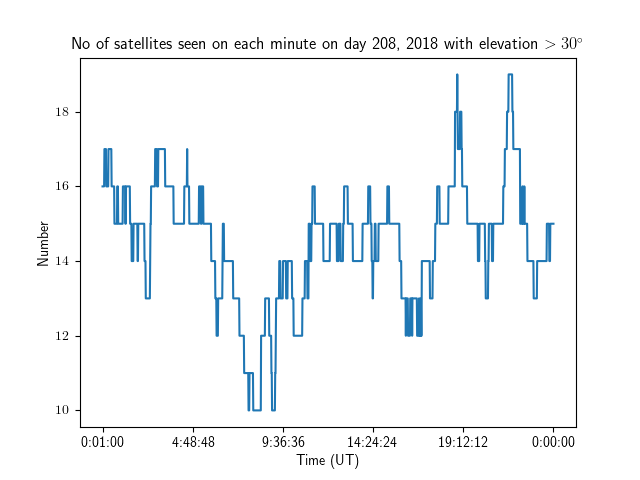 No of satellites seen on each minute on day 208, 2018 with elevation > 30°
18
16
14
12
10
Number
0:01:00 4:48:48 9:36:36 14:24:24 19:12:12 0:00:00
Time (UT)